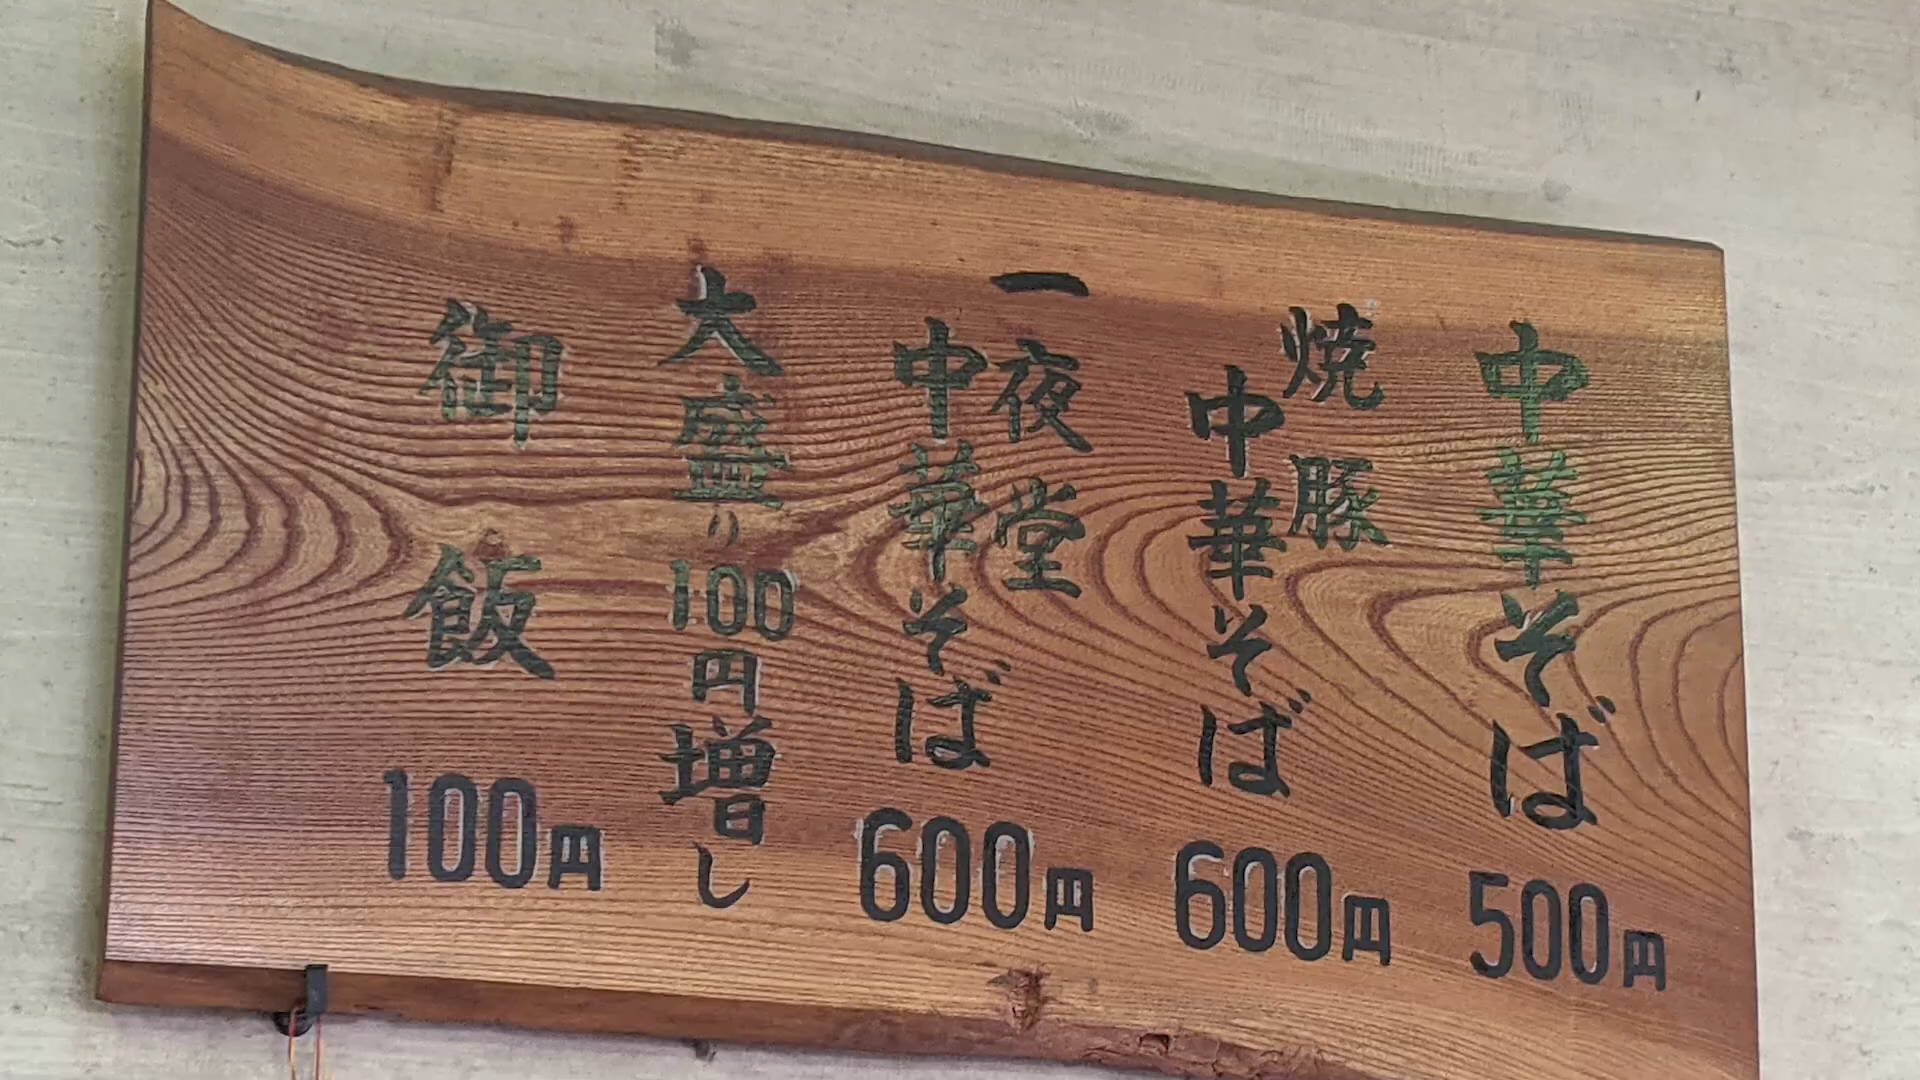 中華そば 500円
焼豚
中華そば 600円
一夜堂
中華そば 600円
大盛り100円増し
御飯 100円